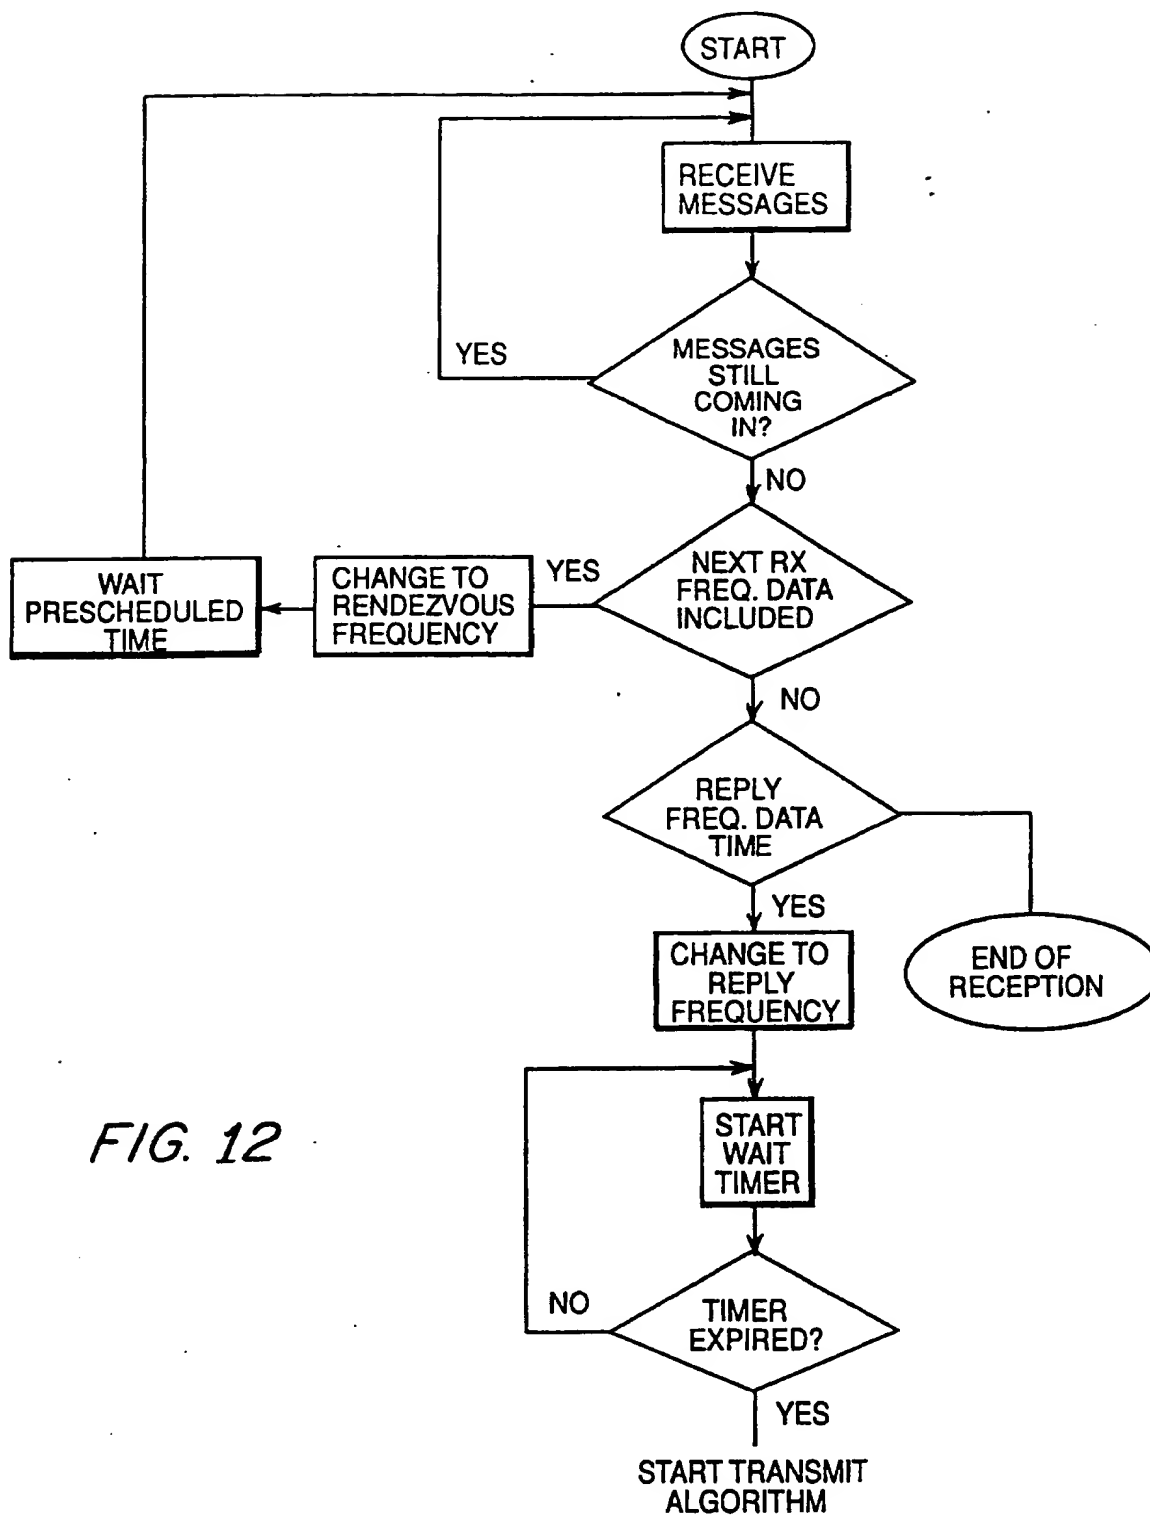 START
RECEIVE
MESSAGES
MESSAGES
STILL
COMING
IN?
YES
NO
NEXT RX
FREQ. DATA
INCLUDED
YES
CHANGE TO
RENDEZVOUS
FREQUENCY
WAIT
PRESCHEDULED
TIME
NO
REPLY
FREQ. DATA
TIME
YES
END OF
RECEPTION
CHANGE TO
REPLY
FREQUENCY
START
WAIT
TIMER
FIG. 12
TIMER
EXPIRED?
NO
YES
START TRANSMIT
ALGORITHM